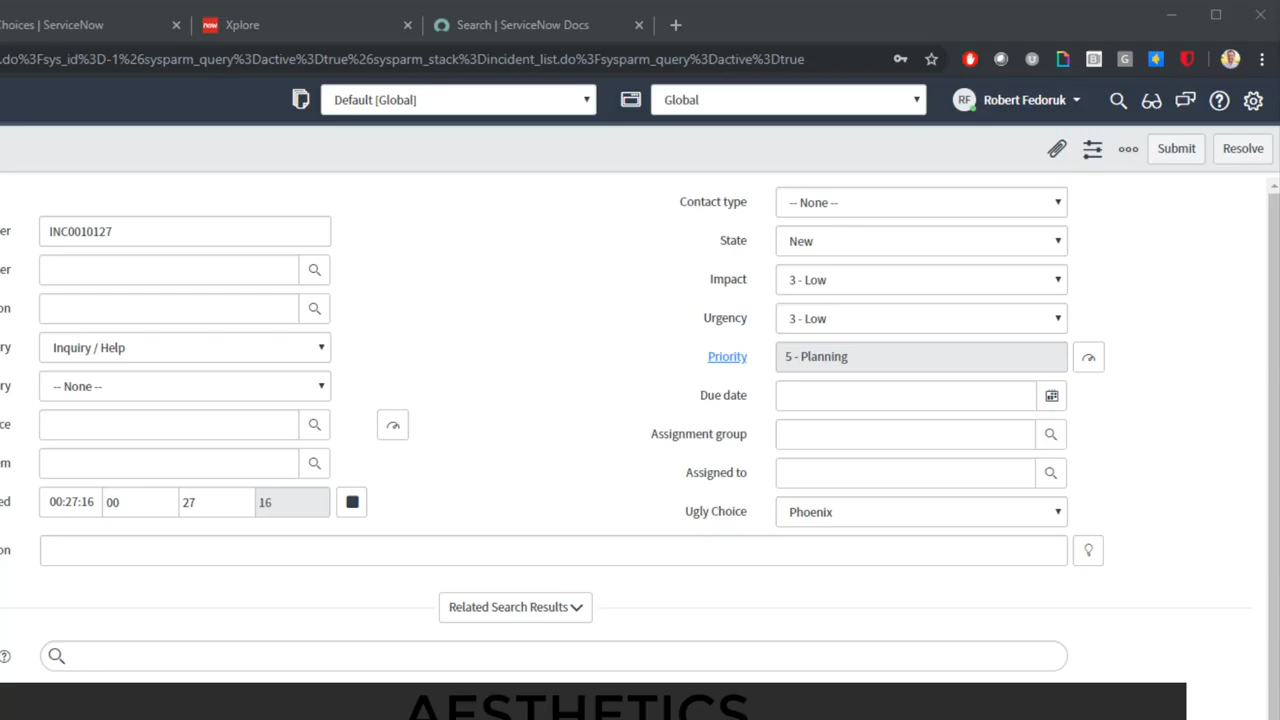 Choices | ServiceNow
now Xplore
Search | ServiceNow Docs
.do%3Fsys_id%3D-1%26sysparm_query%3Dactive%3Dtrue%26sysparm_stack%3Dincident_list.do%3Fsysparm_query%3Dactive%3Dtrue
Default [Global]
Global
RF Robert Fedoruk
Submit
Resolve
er INC0010127
er
on
ry Inquiry / Help
ry -- None --
ce
m
ed 00:27:16 00 27 16
Contact type -- None --
State New
Impact 3 - Low
Urgency 3 - Low
Priority 5 - Planning
Due date
Assignment group
Assigned to
Ugly Choice Phoenix
on
Related Search Results
AESTHETICS